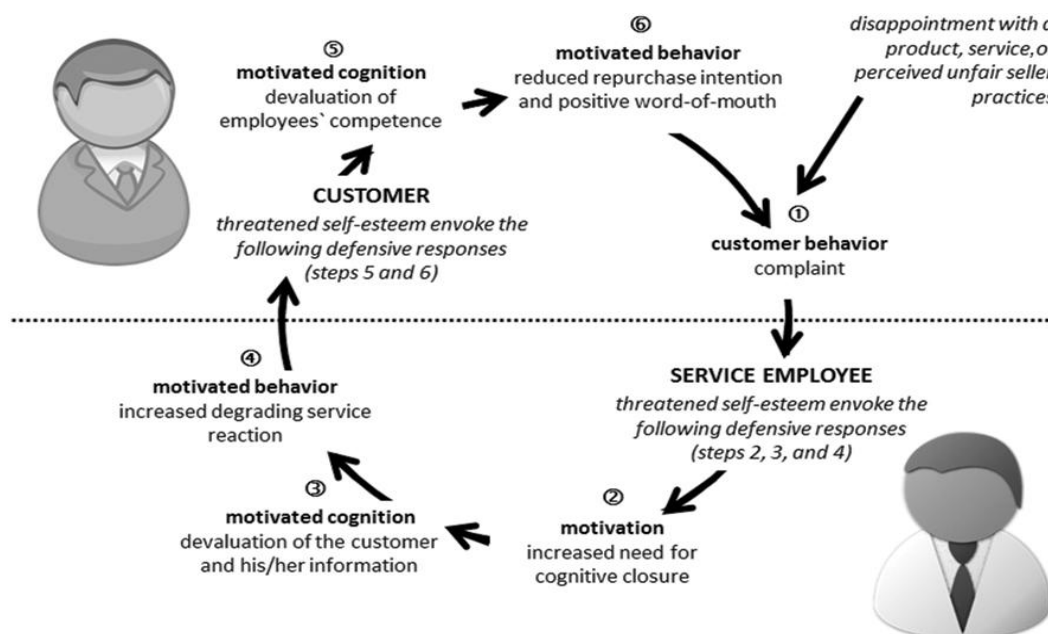 ⑤
motivated cognition
devaluation of
employees` competence
⑥
motivated behavior
reduced repurchase intention
and positive word-of-mouth
disappointment with
product, service,
perceived unfair seller
practices
①
customer behavior
complaint
CUSTOMER
threatened self-esteem envoke the
following defensive responses
(steps 5 and 6)
④
motivated behavior
increased degrading service
reaction
SERVICE EMPLOYEE
threatened self-esteem envoke the
following defensive responses
(steps 2, 3, and 4)
③
motivated cognition
devaluation of the customer
and his/her information
②
motivation
increased need for
cognitive closure